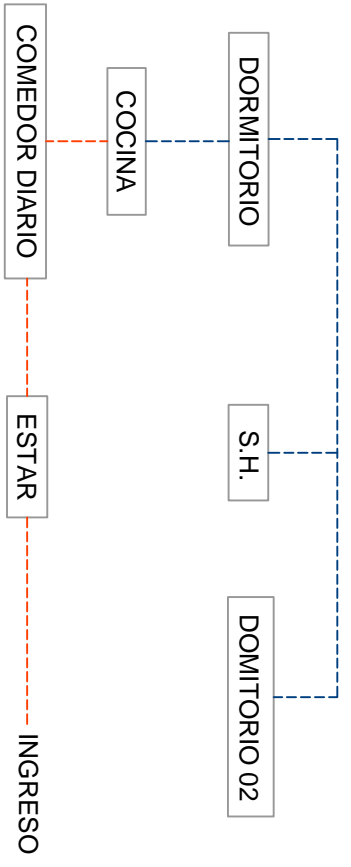 DORMITORIO
S.H.
DOMITORIO 02
COCINA
COMEDOR DIARIO
ESTAR
INGRESO